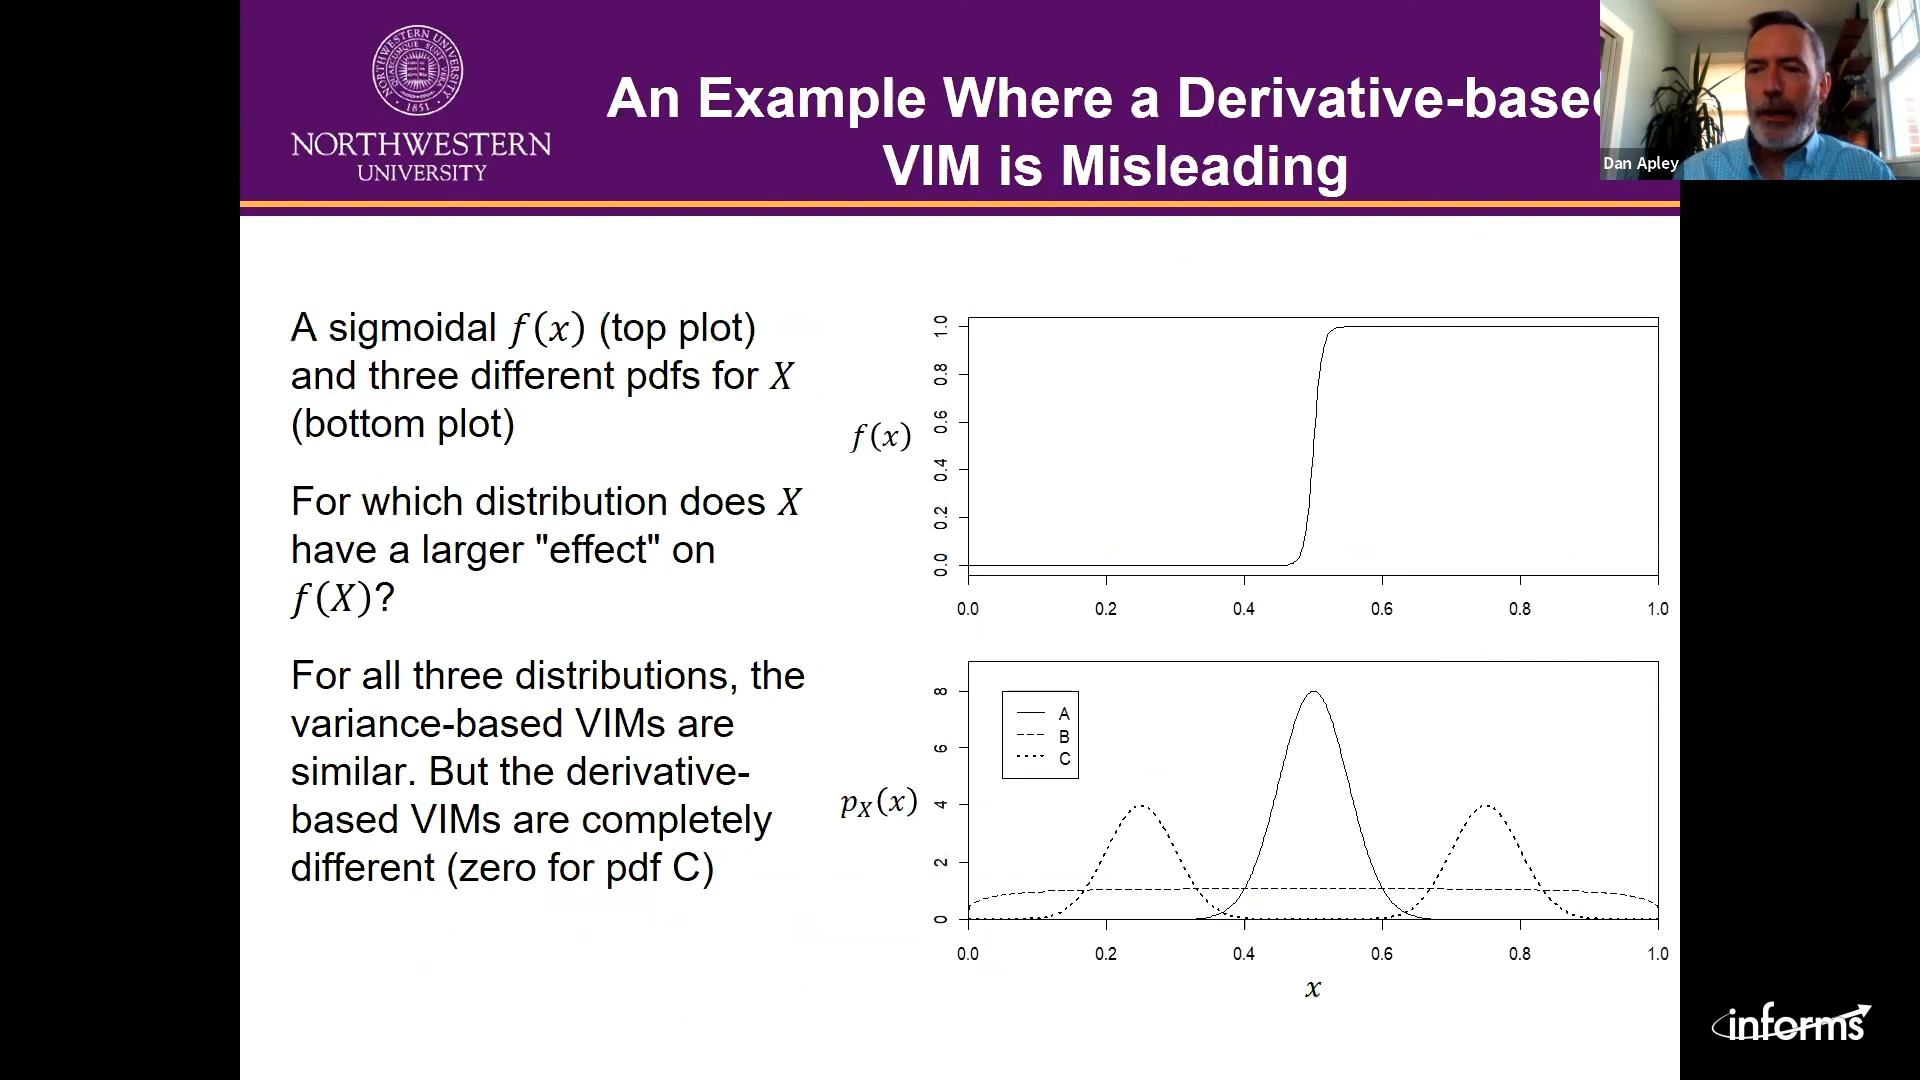 NORTHWESTERN UNIVERSITY
1851
NORTHWESTERN
UNIVERSITY
An Example Where a Derivative-base
VIM is Misleading
Dan Apley
A sigmoidal f(x) (top plot)
and three different pdfs for X
(bottom plot)
For which distribution does X
have a larger "effect" on
f(X)?
For all three distributions, the
variance-based VIMs are
similar. But the derivative-
based VIMs are completely
different (zero for pdf C)
f(x)
1.0
0.8
0.6
0.4
0.2
0.0
0.0 0.2 0.4 0.6 0.8 1.0
pX(x)
8
6
4
2
0
A
B
C
0.0 0.2 0.4 0.6 0.8 1.0
x
informs